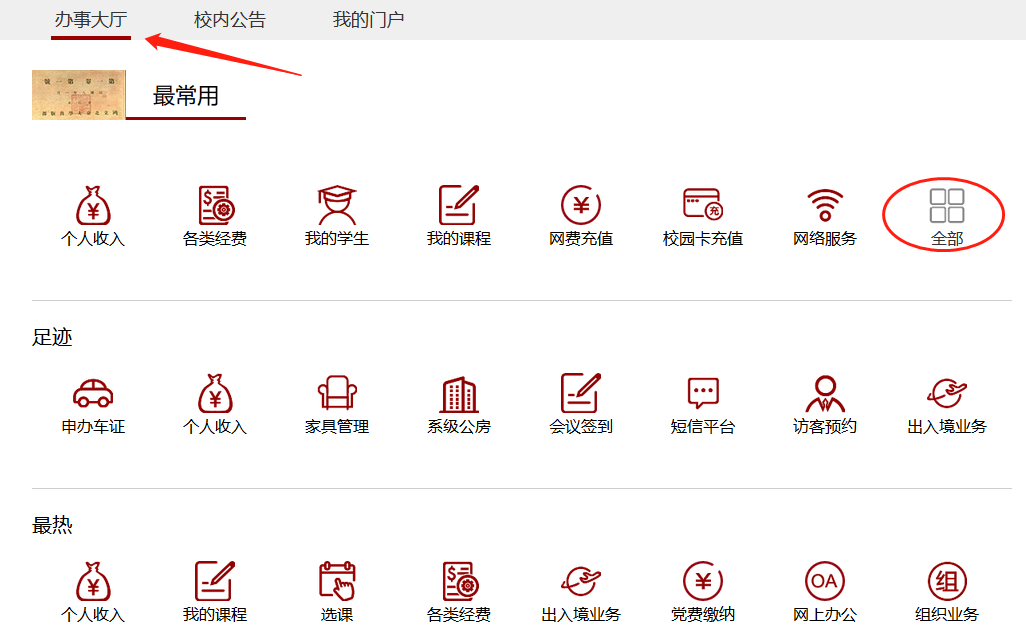 办事大厅 校内公告 我的门户
最常用
个人收入 各类经费 我的学生 我的课程 网费充值 校园卡充值 网络服务 全部
足迹
申办车证 个人收入 家具管理 系级公房 会议签到 短信平台 访客预约 出入境业务
最热
OA 组
个人收入 我的课程 选课 各类经费 出入境业务 党费缴纳 网上办公 组织业务